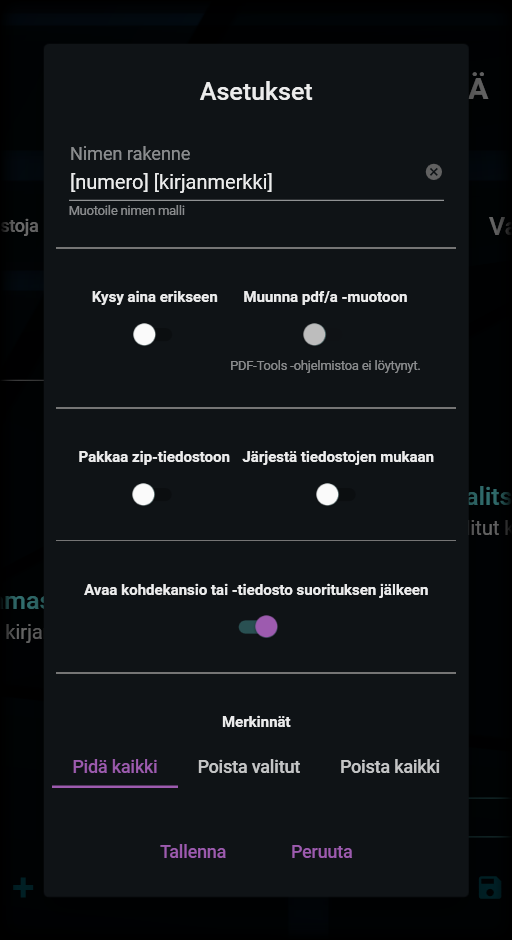 Asetukset
Ä
Nimen rakenne
[numero] [kirjanmerkki]
Muotoile nimen malli
stoja
Kysy aina erikseen
Muunna pdf/a -muotoon
PDF-Tools -ohjelmistoa ei löytynyt.
Pakkaa zip-tiedostoon
Järjestä tiedostojen mukaan
Avaa kohdekansio tai -tiedosto suorituksen jälkeen
kirja
Merkinnät
Pidä kaikki
Poista valitut
Poista kaikki
Tallenna
Peruuta